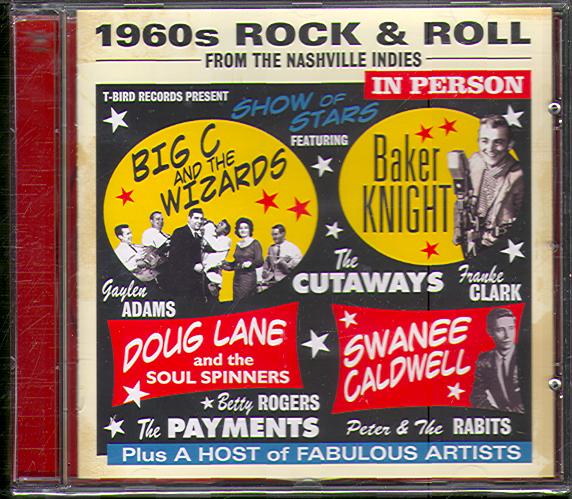 1960s ROCK & ROLL
FROM THE NASHVILLE INDIES
IN PERSON
T-BIRD RECORDS PRESENT
SHOW OF
STARS
FEATURING
BIG C
AND THE
WIZARDS
Baker
KNIGHT
The
CUTAWAYS
Gaylen
ADAMS
Franke
CLARK
DOUG LANE
and the
SOUL SPINNERS
SWANEE
CALDWELL
Betty ROGERS
The PAYMENTS
Peter & The RABITS
Plus A HOST of FABULOUS ARTISTS